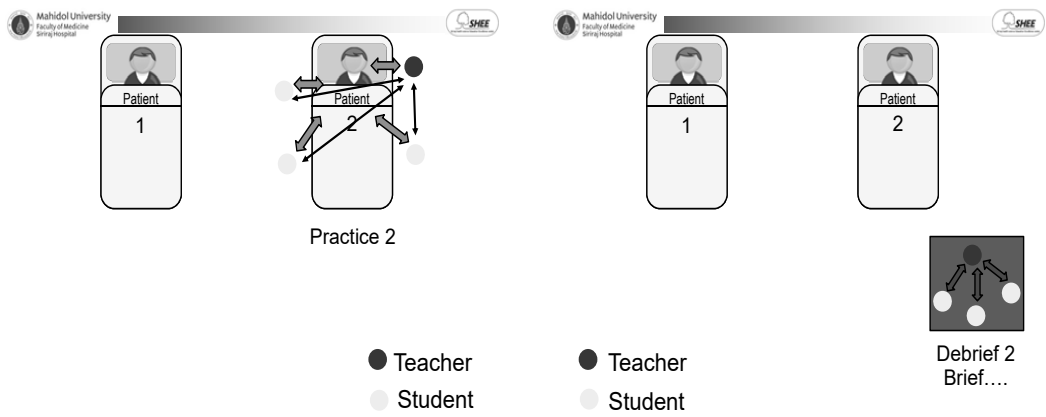 Mahidol University
Faculty of Medicine
Siriraj Hospital
SHEE
Patient
1
Patient
2
Practice 2
Teacher
Student
Mahidol University
Faculty of Medicine
Siriraj Hospital
SHEE
Patient
1
Patient
2
Debrief 2
Brief....
Teacher
Student